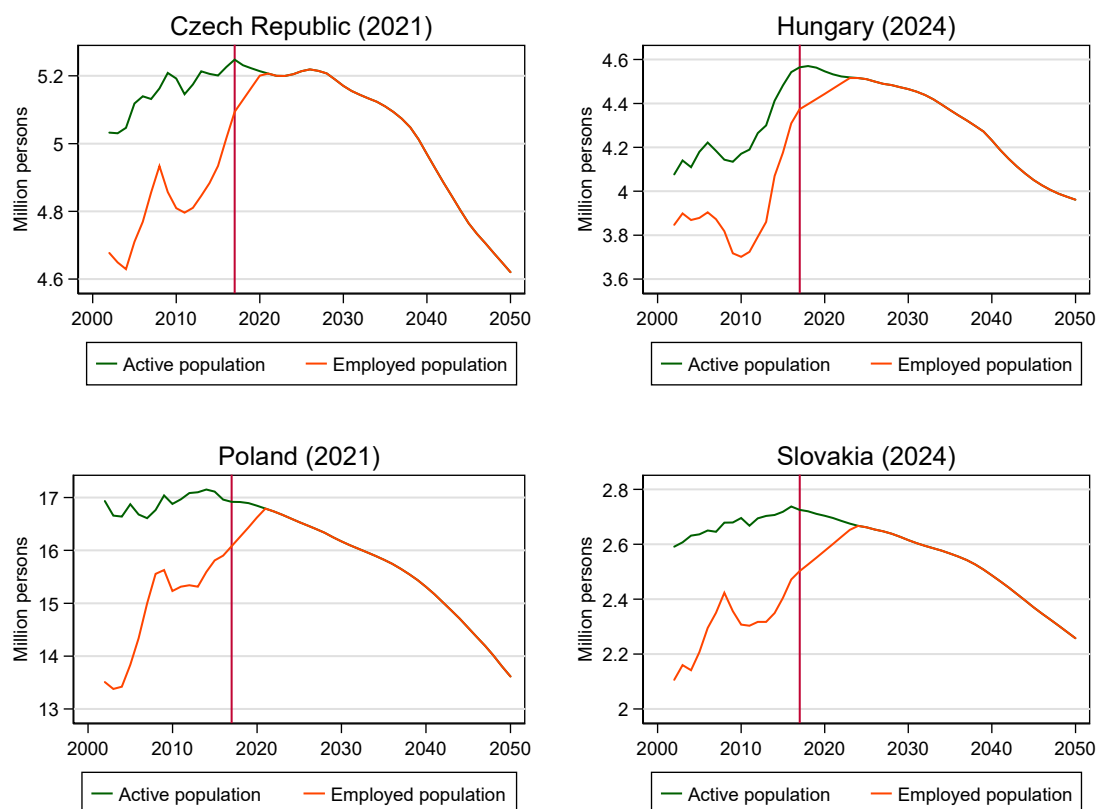 Czech Republic (2021)
Million persons
5.2
5
4.8
4.6
2000 2010 2020 2030 2040 2050
Active population Employed population
Hungary (2024)
Million persons
4.6
4.4
4.2
4
3.8
3.6
2000 2010 2020 2030 2040 2050
Active population Employed population
Poland (2021)
Million persons
17
16
15
14
13
2000 2010 2020 2030 2040 2050
Active population Employed population
Slovakia (2024)
Million persons
2.8
2.6
2.4
2.2
2
2000 2010 2020 2030 2040 2050
Active population Employed population